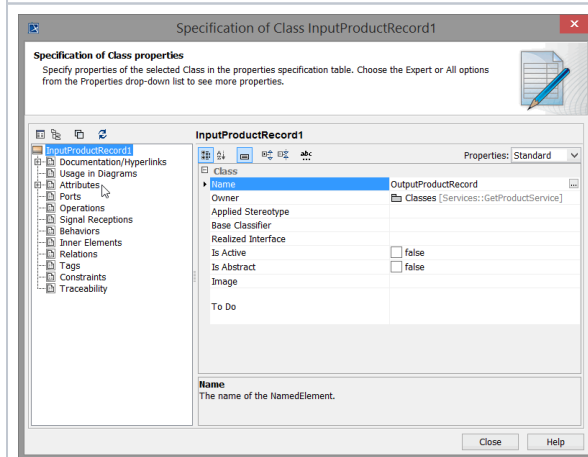 Specification of Class InputProductRecord1
Specification of Class properties
Specify properties of the selected Class in the properties specification table. Choose the Expert or All options
from the Properties drop-down list to see more properties.
InputProductRecord1
Documentation/Hyperlinks
Usage in Diagrams
Attributes
Ports
Operations
Signal Receptions
Behaviors
Inner Elements
Relations
Tags
Constraints
Traceability
InputProductRecord1
abc Properties: Standard
Class
Name OutputProductRecord ...
Owner Classes [Services::GetProductService]
Applied Stereotype
Base Classifier
Realized Interface
Is Active false
Is Abstract false
Image
To Do
Name
The name of the NamedElement.
Close Help